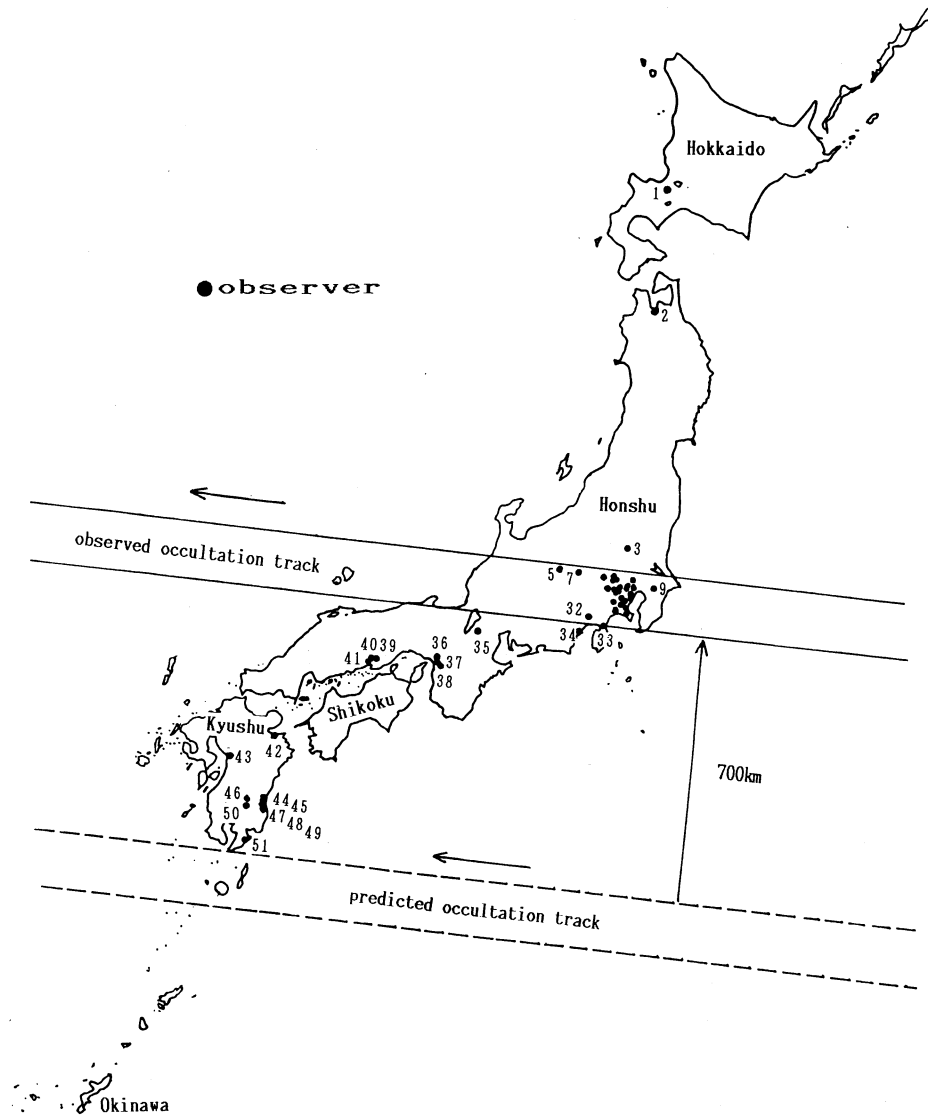 Hokkaido
1
observer
2
Honshu
observed occultation track
3
5 7 9
32
34 33
35
40 39 36
41 37
38
Shikoku
Kyushu
42
43
700km
46 44 45
50 47 48 49
51
predicted occultation track
Okinawa